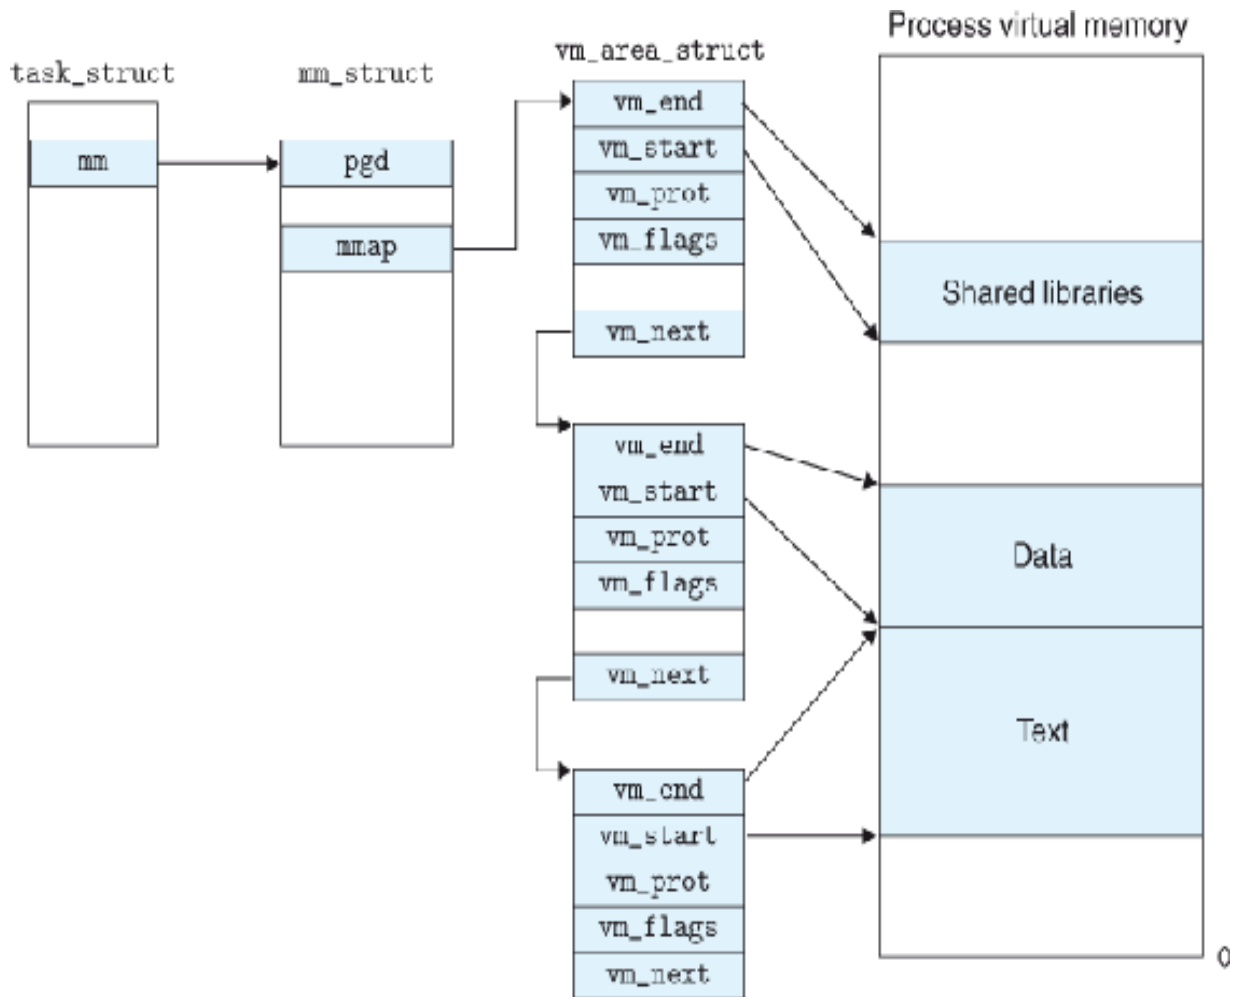 Process virtual memory
task_struct
mm_struct
vm_area_struct
mm
pgd
mmap
vm_end
vm_start
vm_prot
vm_flags
vm_next
vm_end
vm_start
vm_prot
vm_flags
vm_next
vm_end
vm_start
vm_prot
vm_flags
vm_next
Shared libraries
Data
Text
0